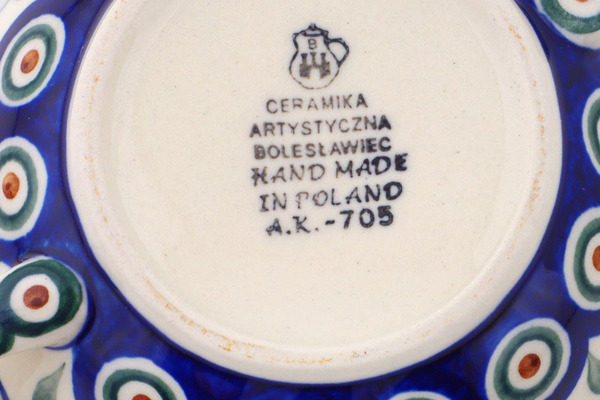 B
CERAMIKA
ARTYSTYCZNA
BOLESŁAWIEC
HAND MADE
IN POLAND
A.K.-705